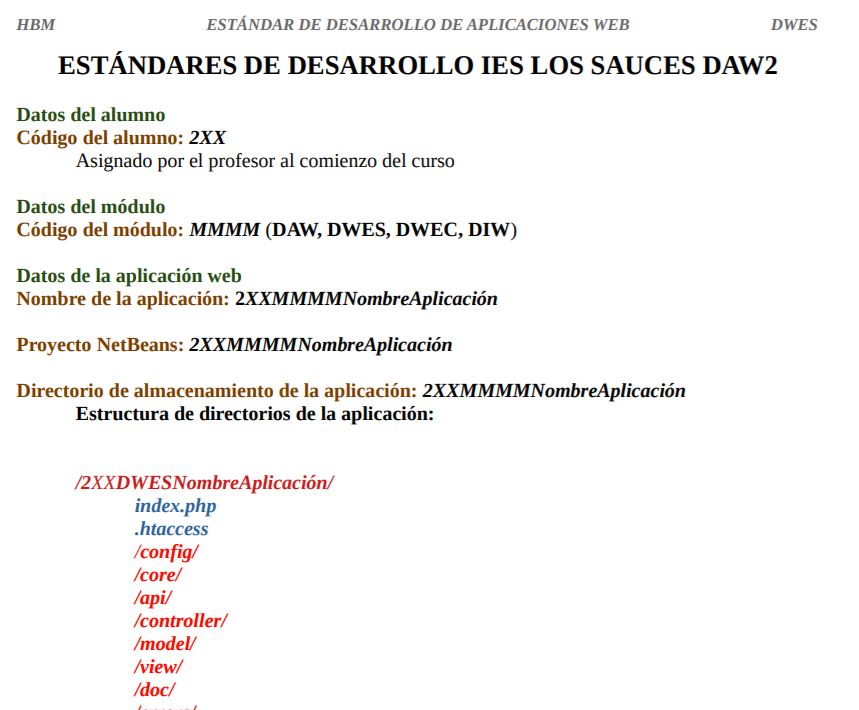 HBM ESTÁNDAR DE DESARROLLO DE APLICACIONES WEB DWES
ESTÁNDARES DE DESARROLLO IES LOS SAUCES DAW2
Datos del alumno
Código del alumno: 2XX
Asignado por el profesor al comienzo del curso
Datos del módulo
Código del módulo: MMMM (DAW, DWES, DWEC, DIW)
Datos de la aplicación web
Nombre de la aplicación: 2XXMMMMNombreAplicación
Proyecto NetBeans: 2XXMMMMNombreAplicación
Directorio de almacenamiento de la aplicación: 2XXMMMMNombreAplicación
Estructura de directorios de la aplicación:
/2XXDWESNombreAplicación/
index.php
.htaccess
/config/
/core/
/api/
/controller/
/model/
/view/
/doc/